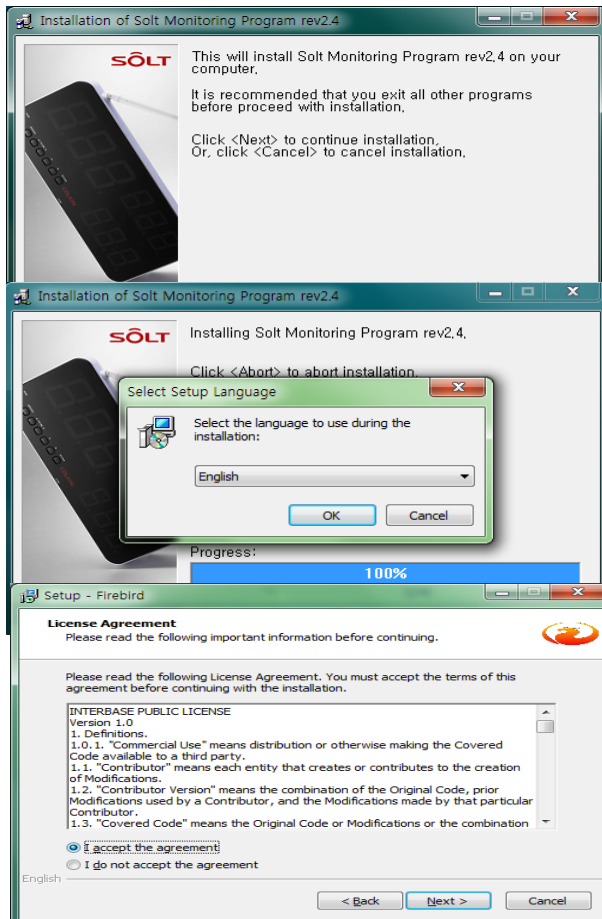 Installation of Solt Monitoring Program rev2.4
SÔLT
This will install Solt Monitoring Program rev2,4 on your
computer,
It is recommended that you exit all other programs
before proceed with installation,
Click <Next> to continue installation,
Or, click <Cancel> to cancel installation,
Installation of Solt Monitoring Program rev2.4
SÔLT
Installing Solt Monitoring Program rev2,4,
Click <Abort> to abort installation,
Select Setup Language
Select the language to use during the
installation:
English
OK
Cancel
Progress:
100%
Setup - Firebird
License Agreement
Please read the following important information before continuing.
Please read the following License Agreement. You must accept the terms of this
agreement before continuing with the installation.
INTERBASE PUBLIC LICENSE
Version 1.0
1. Definitions.
1.0.1. "Commercial Use" means distribution or otherwise making the Covered
Code available to a third party.
1.1. "Contributor" means each entity that creates or contributes to the creation
of Modifications.
1.2. "Contributor Version" means the combination of the Original Code, prior
Modifications used by a Contributor, and the Modifications made by that particular
Contributor.
1.3. "Covered Code" means the Original Code or Modifications or the combination
I accept the agreement
I do not accept the agreement
English
< Back
Next >
Cancel